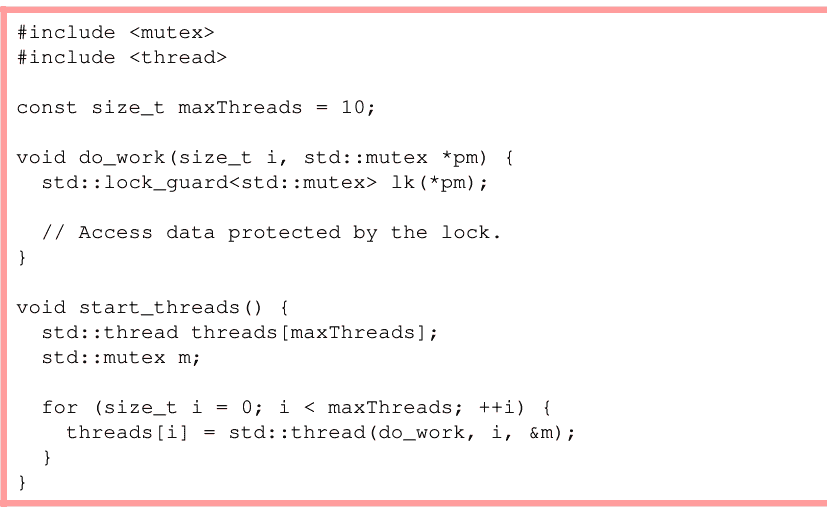 #include <mutex>
#include <thread>

const size_t maxThreads = 10;

void do_work(size_t i, std::mutex *pm) {
  std::lock_guard<std::mutex> lk(*pm);

  // Access data protected by the lock.
}

void start_threads() {
  std::thread threads[maxThreads];
  std::mutex m;

  for (size_t i = 0; i < maxThreads; ++i) {
    threads[i] = std::thread(do_work, i, &m);
  }
}